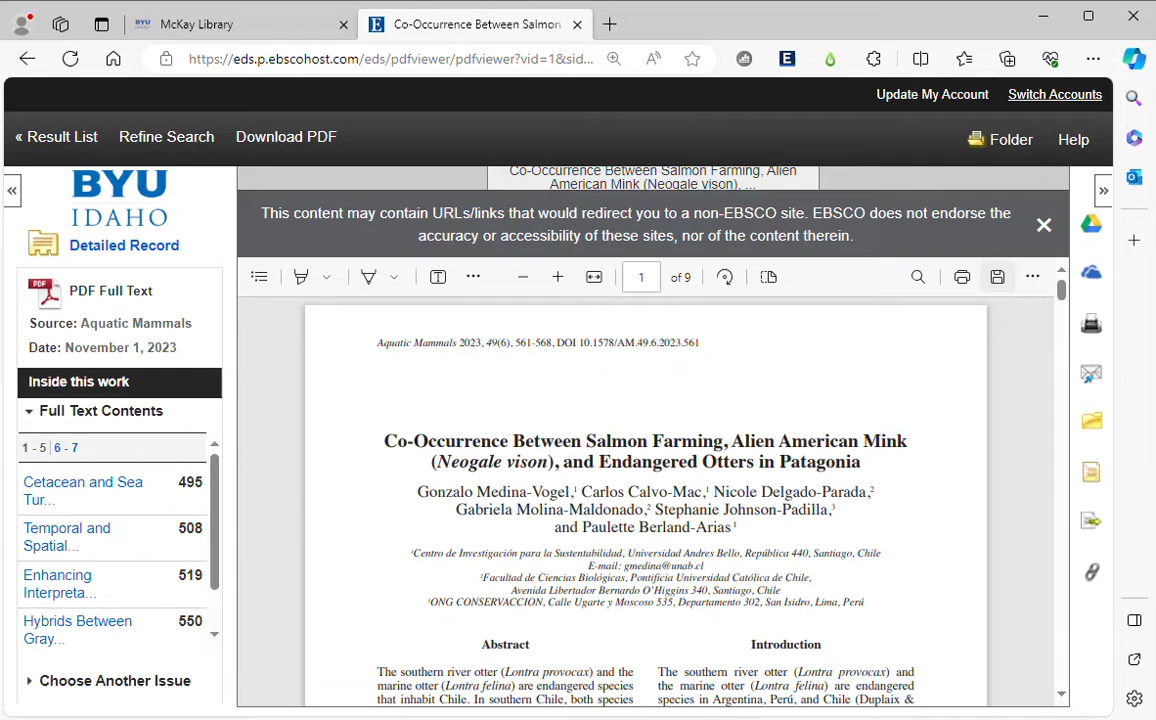 McKay Library
Co-Occurrence Between Salmon
https://eds.p.ebscohost.com/eds/pdfviewer/pdfviewer?vid=1&sid...
Update My Account Switch Accounts
« Result List Refine Search Download PDF Folder Help
BYU
IDAHO
Detailed Record
PDF Full Text
Source: Aquatic Mammals
Date: November 1, 2023
Inside this work
Full Text Contents
1 - 5 | 6 - 7
Cetacean and Sea Tur... 495
Temporal and Spatial... 508
Enhancing Interpreta... 519
Hybrids Between Gray... 550
Choose Another Issue
Co-Occurrence Between Salmon Farming, Alien
American Mink (Neogale vison), ...
This content may contain URLs/links that would redirect you to a non-EBSCO site. EBSCO does not endorse the
accuracy or accessibility of these sites, nor of the content therein.
1 of 9
Aquatic Mammals 2023, 49(6), 561-568, DOI 10.1578/AM.49.6.2023.561
Co-Occurrence Between Salmon Farming, Alien American Mink
(Neogale vison), and Endangered Otters in Patagonia
Gonzalo Medina-Vogel,¹ Carlos Calvo-Mac,¹ Nicole Delgado-Parada,²
Gabriela Molina-Maldonado,² Stephanie Johnson-Padilla,³
and Paulette Berland-Arias¹
¹Centro de Investigación para la Sustentabilidad, Universidad Andres Bello, República 440, Santiago, Chile
E-mail: gmedina@unab.cl
²Facultad de Ciencias Biológicas, Pontificia Universidad Católica de Chile,
Avenida Libertador Bernardo O'Higgins 340, Santiago, Chile
³ONG CONSERVACCION, Calle Ugarte y Moscoso 535, Departamento 302, San Isidro, Lima, Perú
Abstract
The southern river otter (Lontra provocax) and the
marine otter (Lontra felina) are endangered species
that inhabit Chile. In southern Chile, both species
Introduction
The southern river otter (Lontra provocax) and
the marine otter (Lontra felina) are endangered
species in Argentina, Perú, and Chile (Duplaix &